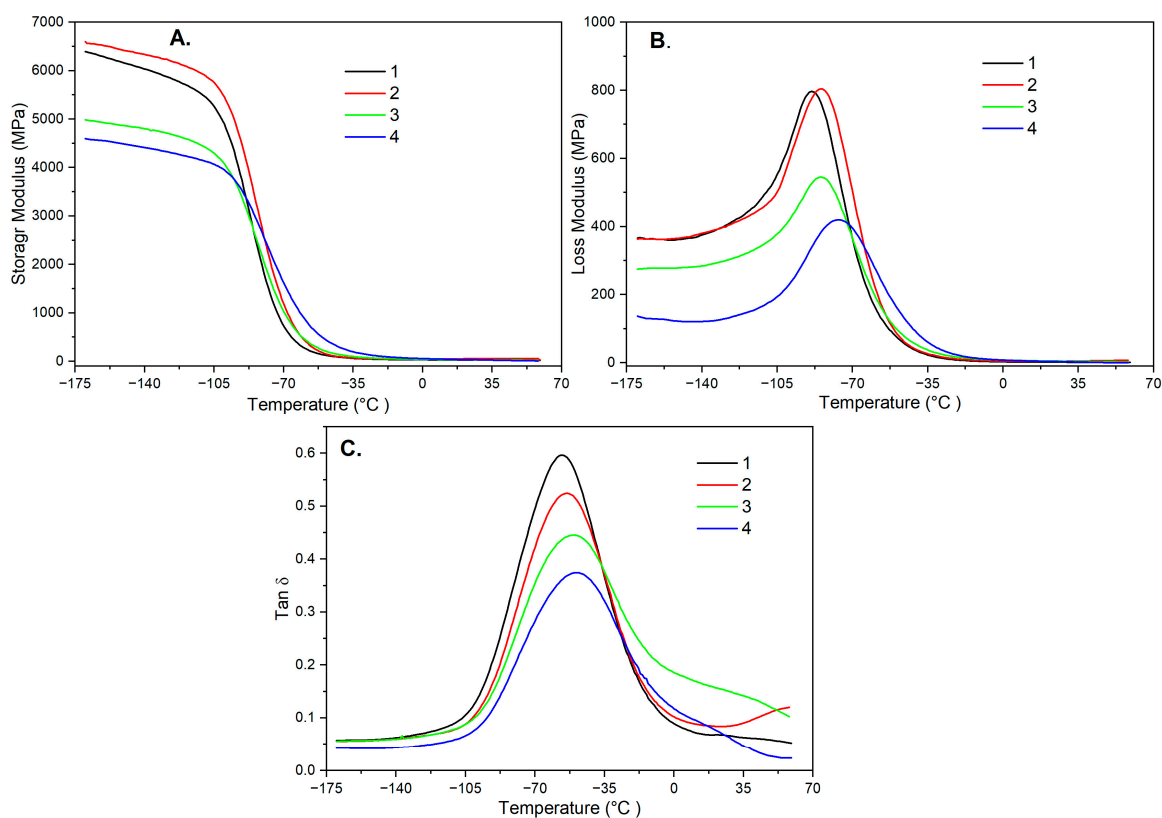 A.
7000
6000
5000
4000
3000
2000
1000
0
Storagr Modulus (MPa)
1
2
3
4
−175 −140 −105 −70 −35 0 35 70
Temperature (°C )
B.
1000
800
600
400
200
0
Loss Modulus (MPa)
1
2
3
4
−175 −140 −105 −70 −35 0 35 70
Temperature (°C )
C.
0.6
0.5
0.4
0.3
0.2
0.1
0.0
Tan δ
1
2
3
4
−175 −140 −105 −70 −35 0 35 70
Temperature (°C )